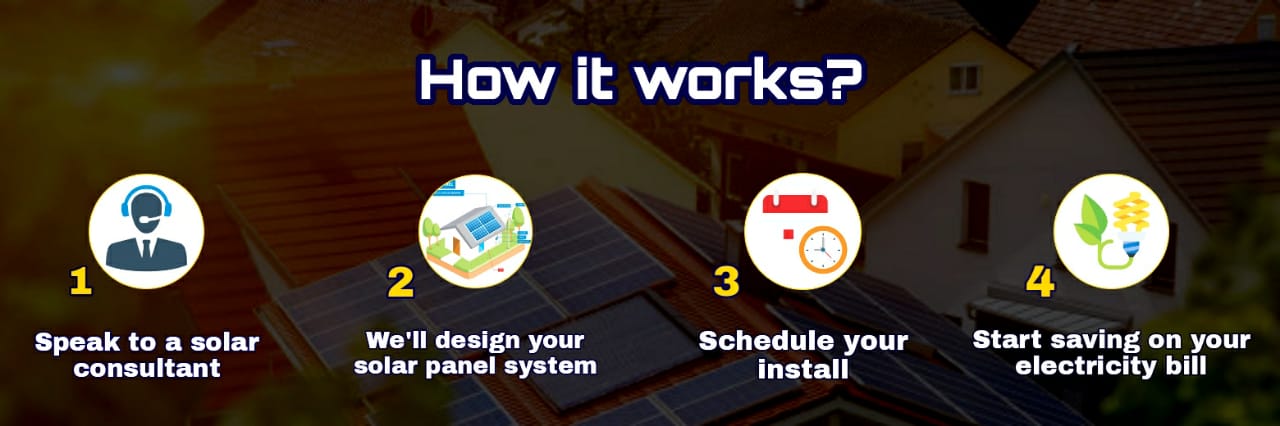 How it works?
1
Speak to a solar
consultant
2
We'll design your
solar panel system
3
Schedule your
install
4
Start saving on your
electricity bill